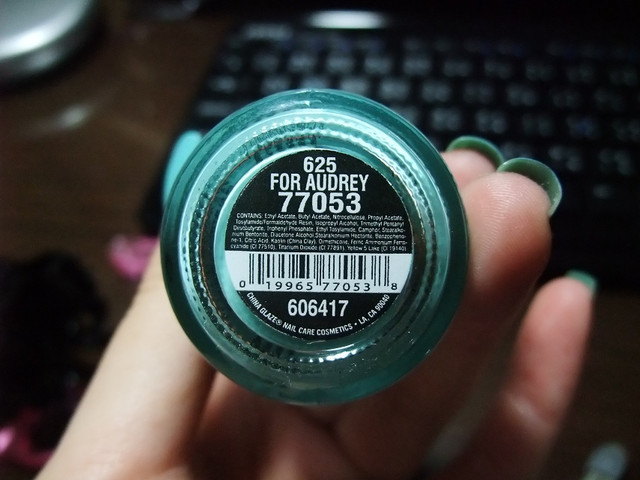 625
FOR AUDREY
77053
CONTAINS: Ethyl Acetate, Butyl Acetate, Nitrocellulose, Propyl Acetate,
Tosylamide/Formaldehyde Resin, Isopropyl Alcohol, Trimethyl Pentanyl
Diisobutyrate, Triphenyl Phosphate, Ethyl Tosylamide, Camphor, Stearalko-
nium Bentonite, Diacetone Alcohol, Stearalkonium Hectorite, Benzopheno-
ne-1, Citric Acid, Kaolin (China Clay), Dimethicone, Ferric Ammonium Ferro-
cyanide (CI 77510), Titanium Dioxide (CI 77891), Yellow 5 Lake (CI 19140)
0 19965 77053 8
606417
CHINA GLAZE® NAIL CARE COSMETICS • LA, CA 90040